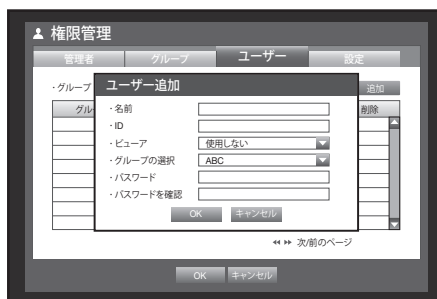 権限管理
管理者 グループ ユーザー 設定
・グループ 追加
グル 削除
ユーザー追加
・名前
・ID
・ビューア 使用しない
・グループの選択 ABC
・パスワード
・パスワードを確認
OK キャンセル
次/前のページ
OK キャンセル